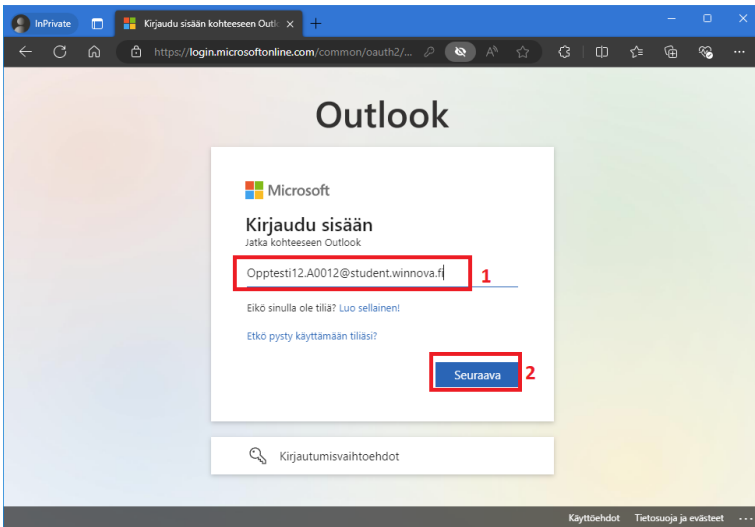 InPrivate
Kirjaudu sisään kohteeseen Outl
https://login.microsoftonline.com/common/oauth2/...
Outlook
Microsoft
Kirjaudu sisään
Jatka kohteeseen Outlook
Opptesti12.A0012@student.winnova.fi
1
Eikö sinulla ole tiliä? Luo sellainen!
Etkö pysty käyttämään tiliäsi?
Seuraava
2
Kirjautumisvaihtoehdot
Käyttöehdot Tietosuoja ja evästeet ...